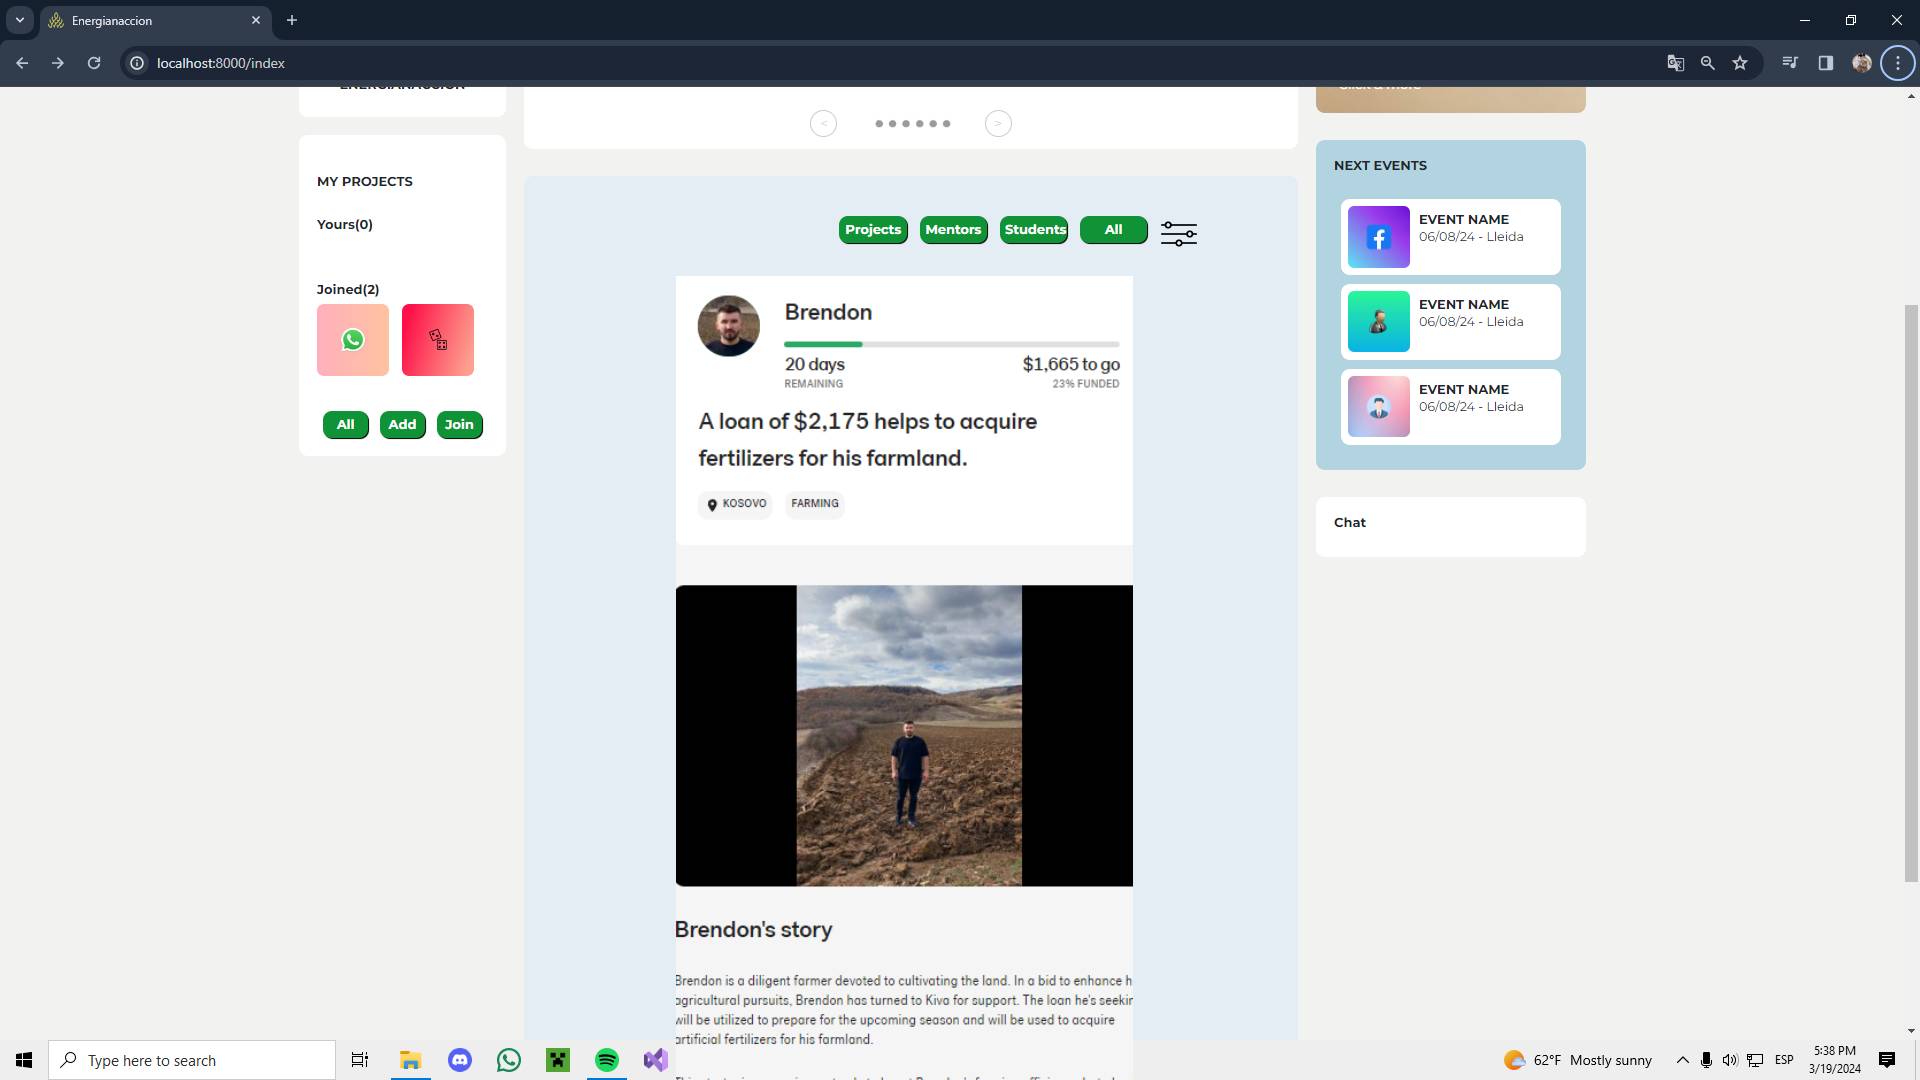 Energianaccion
localhost:8000/index
ENERGIANACCION
Click & more
MY PROJECTS
Yours(0)
Joined(2)
All Add Join
< >
Projects Mentors Students All
Brendon
20 days $1,665 to go
REMAINING 23% FUNDED
A loan of $2,175 helps to acquire
fertilizers for his farmland.
KOSOVO FARMING
Brendon's story
Brendon is a diligent farmer devoted to cultivating the land. In a bid to enhance h
agricultural pursuits, Brendon has turned to Kiva for support. The loan he's seekin
will be utilized to prepare for the upcoming season and will be used to acquire
artificial fertilizers for his farmland.
NEXT EVENTS
EVENT NAME
06/08/24 - Lleida
EVENT NAME
06/08/24 - Lleida
EVENT NAME
06/08/24 - Lleida
Chat
Type here to search
62°F Mostly sunny
ESP
5:38 PM
3/19/2024